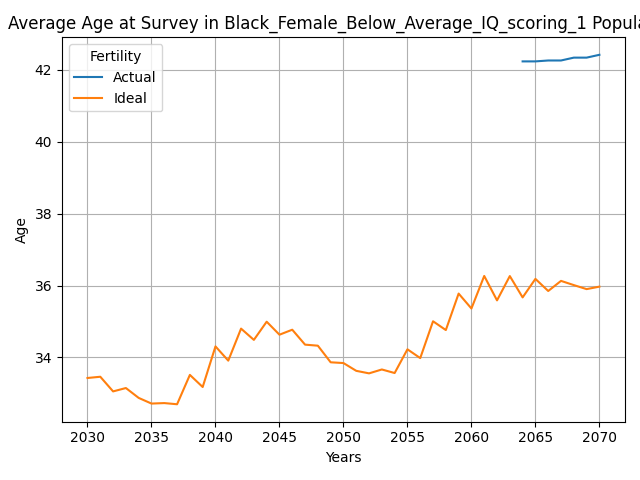 Average Age at Survey in Black_Female_Below_Average_IQ_scoring_1 Popula
Fertility
Actual
Ideal
42
40
38
36
34
Age
2030 2035 2040 2045 2050 2055 2060 2065 2070
Years